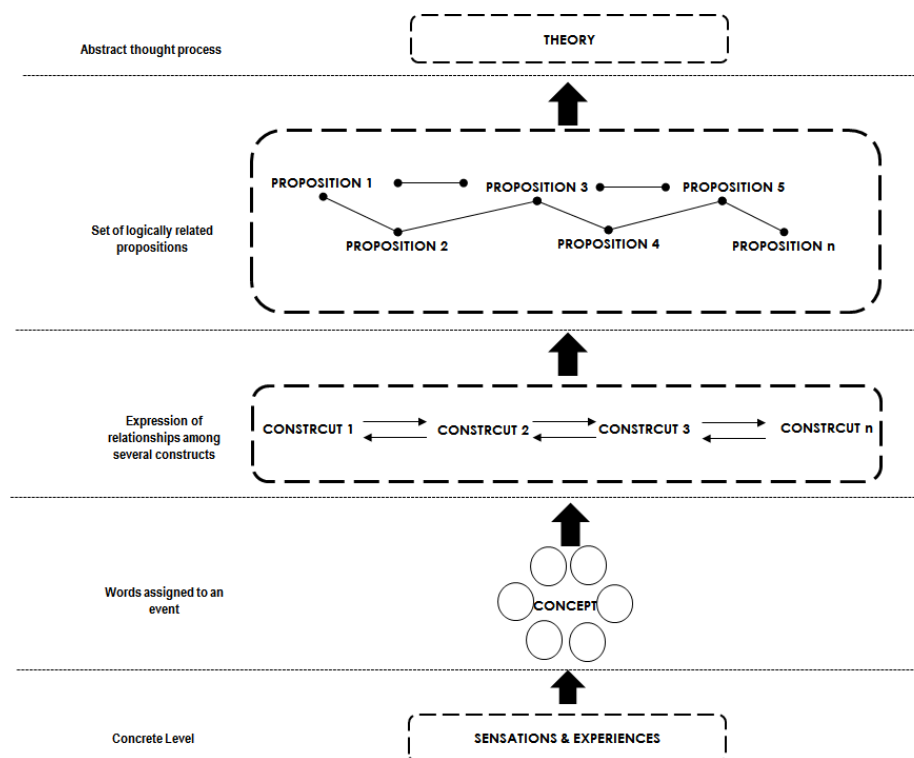 THEORY
Abstract thought process
PROPOSITION 1
PROPOSITION 3
PROPOSITION 5
Set of logically related
propositions
PROPOSITION 2
PROPOSITION 4
PROPOSITION n
Expression of
relationships among
several constructs
CONSTRCUT 1
CONSTRCUT 2
CONSTRCUT 3
CONSTRCUT n
Words assigned to an
event
CONCEPT
Concrete Level
SENSATIONS & EXPERIENCES